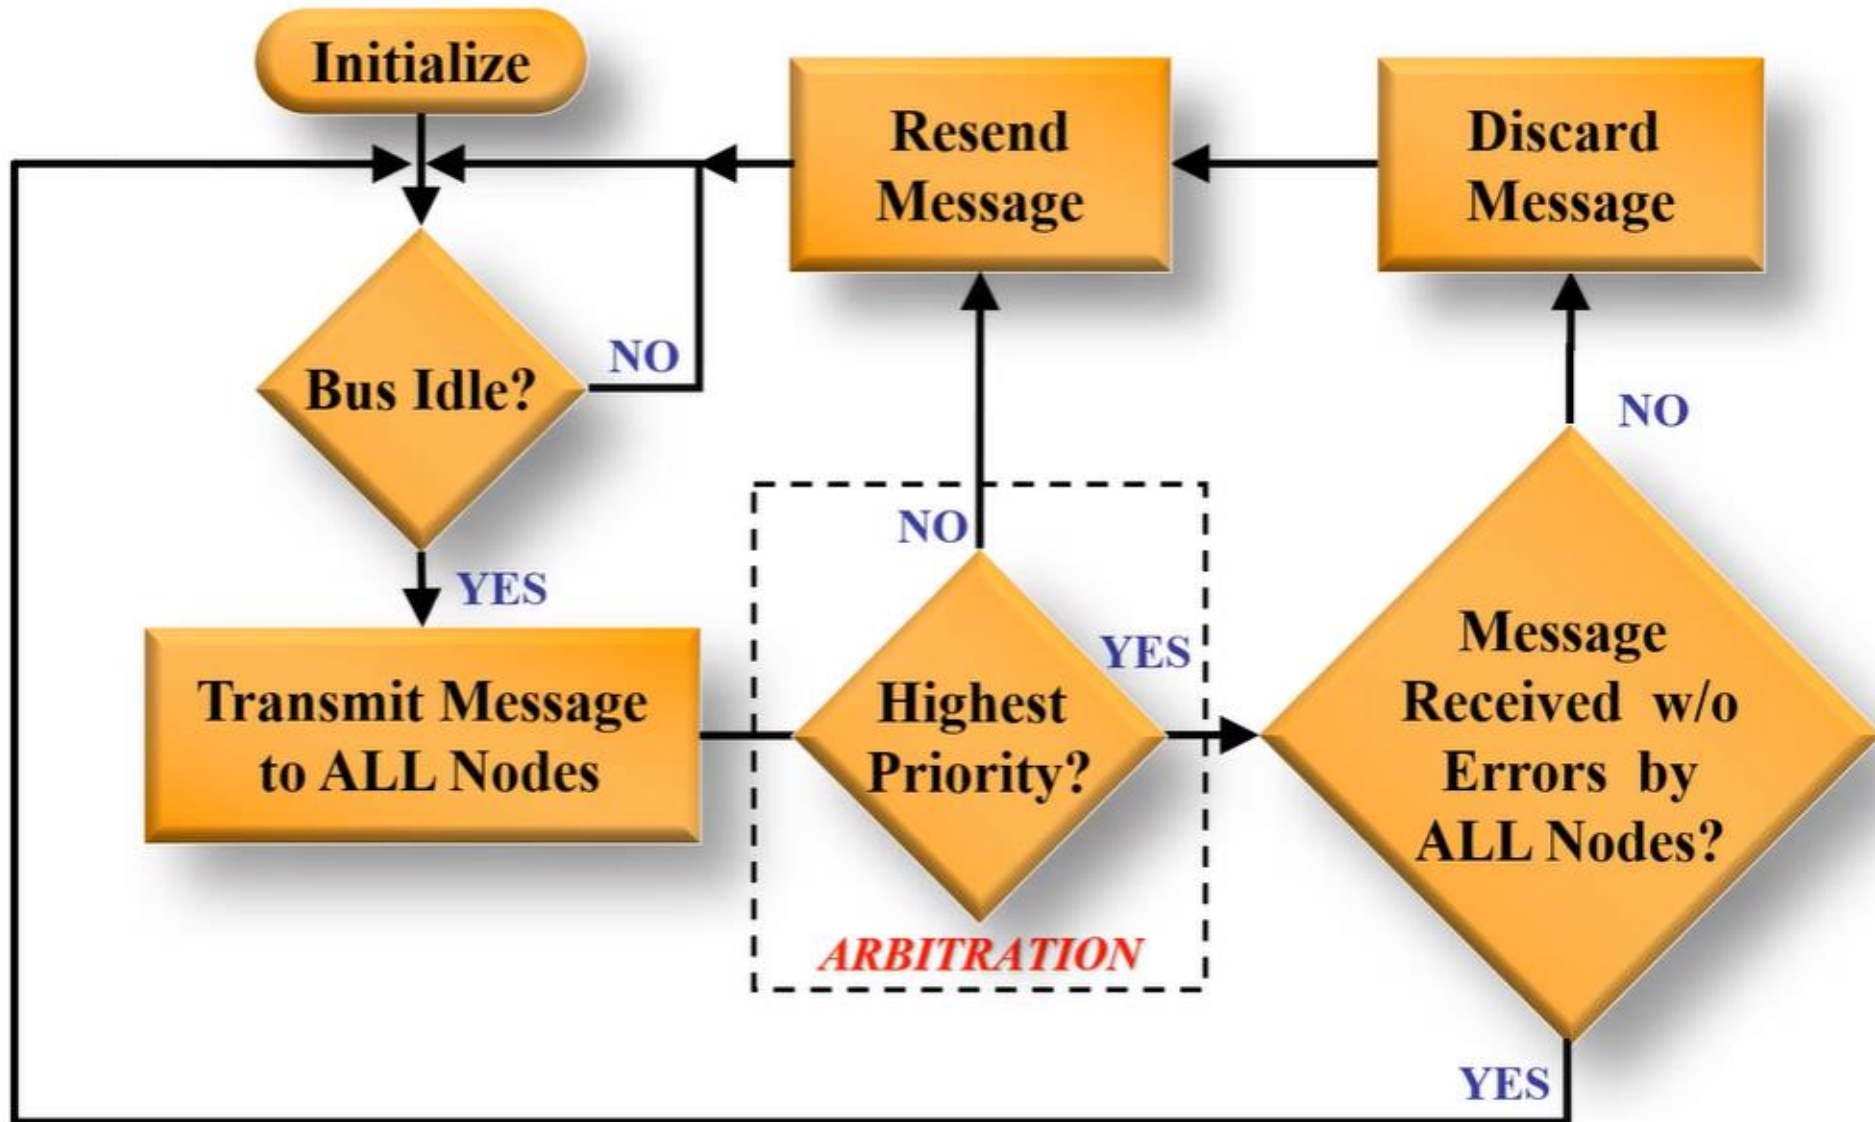 Initialize
Resend
Message
Discard
Message
Bus Idle?
NO
NO
YES
NO
Transmit Message
to ALL Nodes
Highest
Priority?
YES
Message
Received w/o
Errors by
ALL Nodes?
ARBITRATION
YES